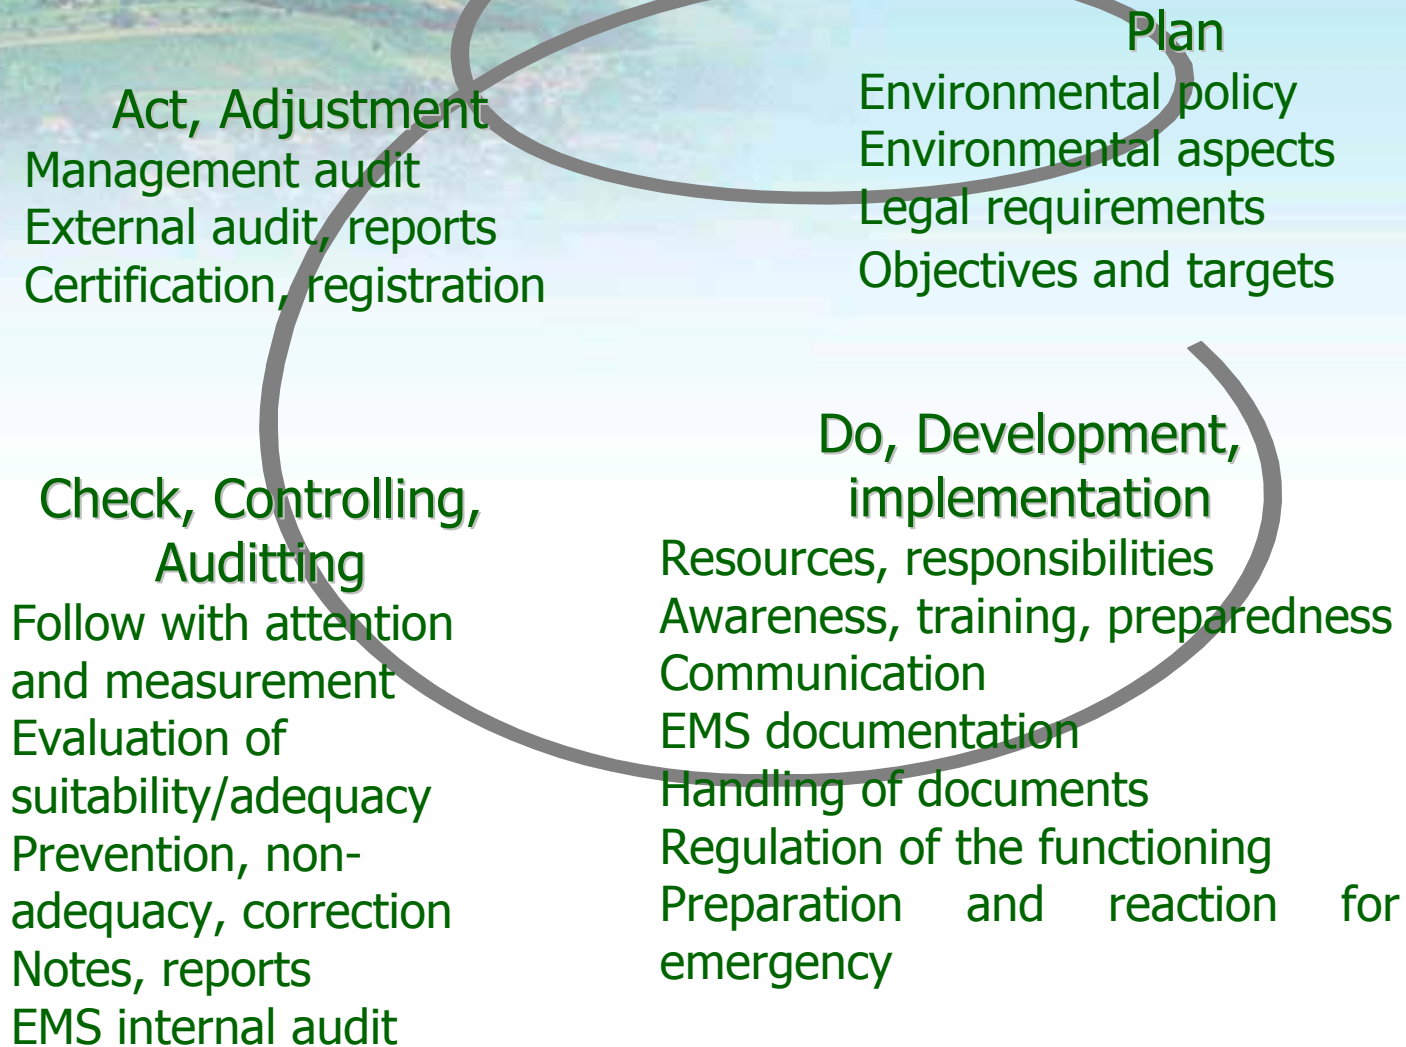 Plan
Environmental policy
Environmental aspects
Legal requirements
Objectives and targets
Do, Development,
implementation
Resources, responsibilities
Awareness, training, preparedness
Communication
EMS documentation
Handling of documents
Regulation of the functioning
Preparation and reaction for
emergency
Check, Controlling,
Auditting
Follow with attention
and measurement
Evaluation of
suitability/adequacy
Prevention, non-
adequacy, correction
Notes, reports
EMS internal audit
Act, Adjustment
Management audit
External audit, reports
Certification, registration